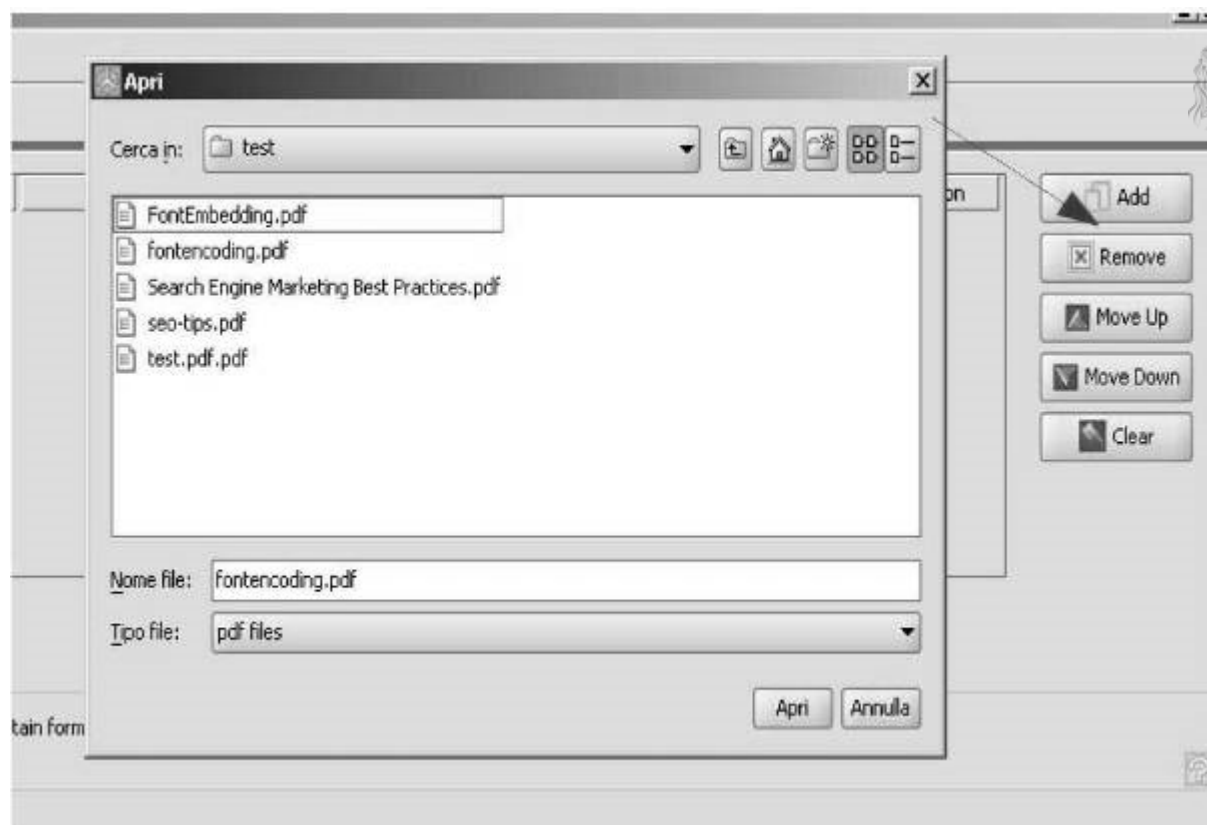 Apri
Cerca in: test
FontEmbedding.pdf
fontencoding.pdf
Search Engine Marketing Best Practices.pdf
seo-tips.pdf
test.pdf.pdf
Nome file: fontencoding.pdf
Tipo file: pdf files
Apri Annulla
on
Add
Remove
Move Up
Move Down
Clear
tain form